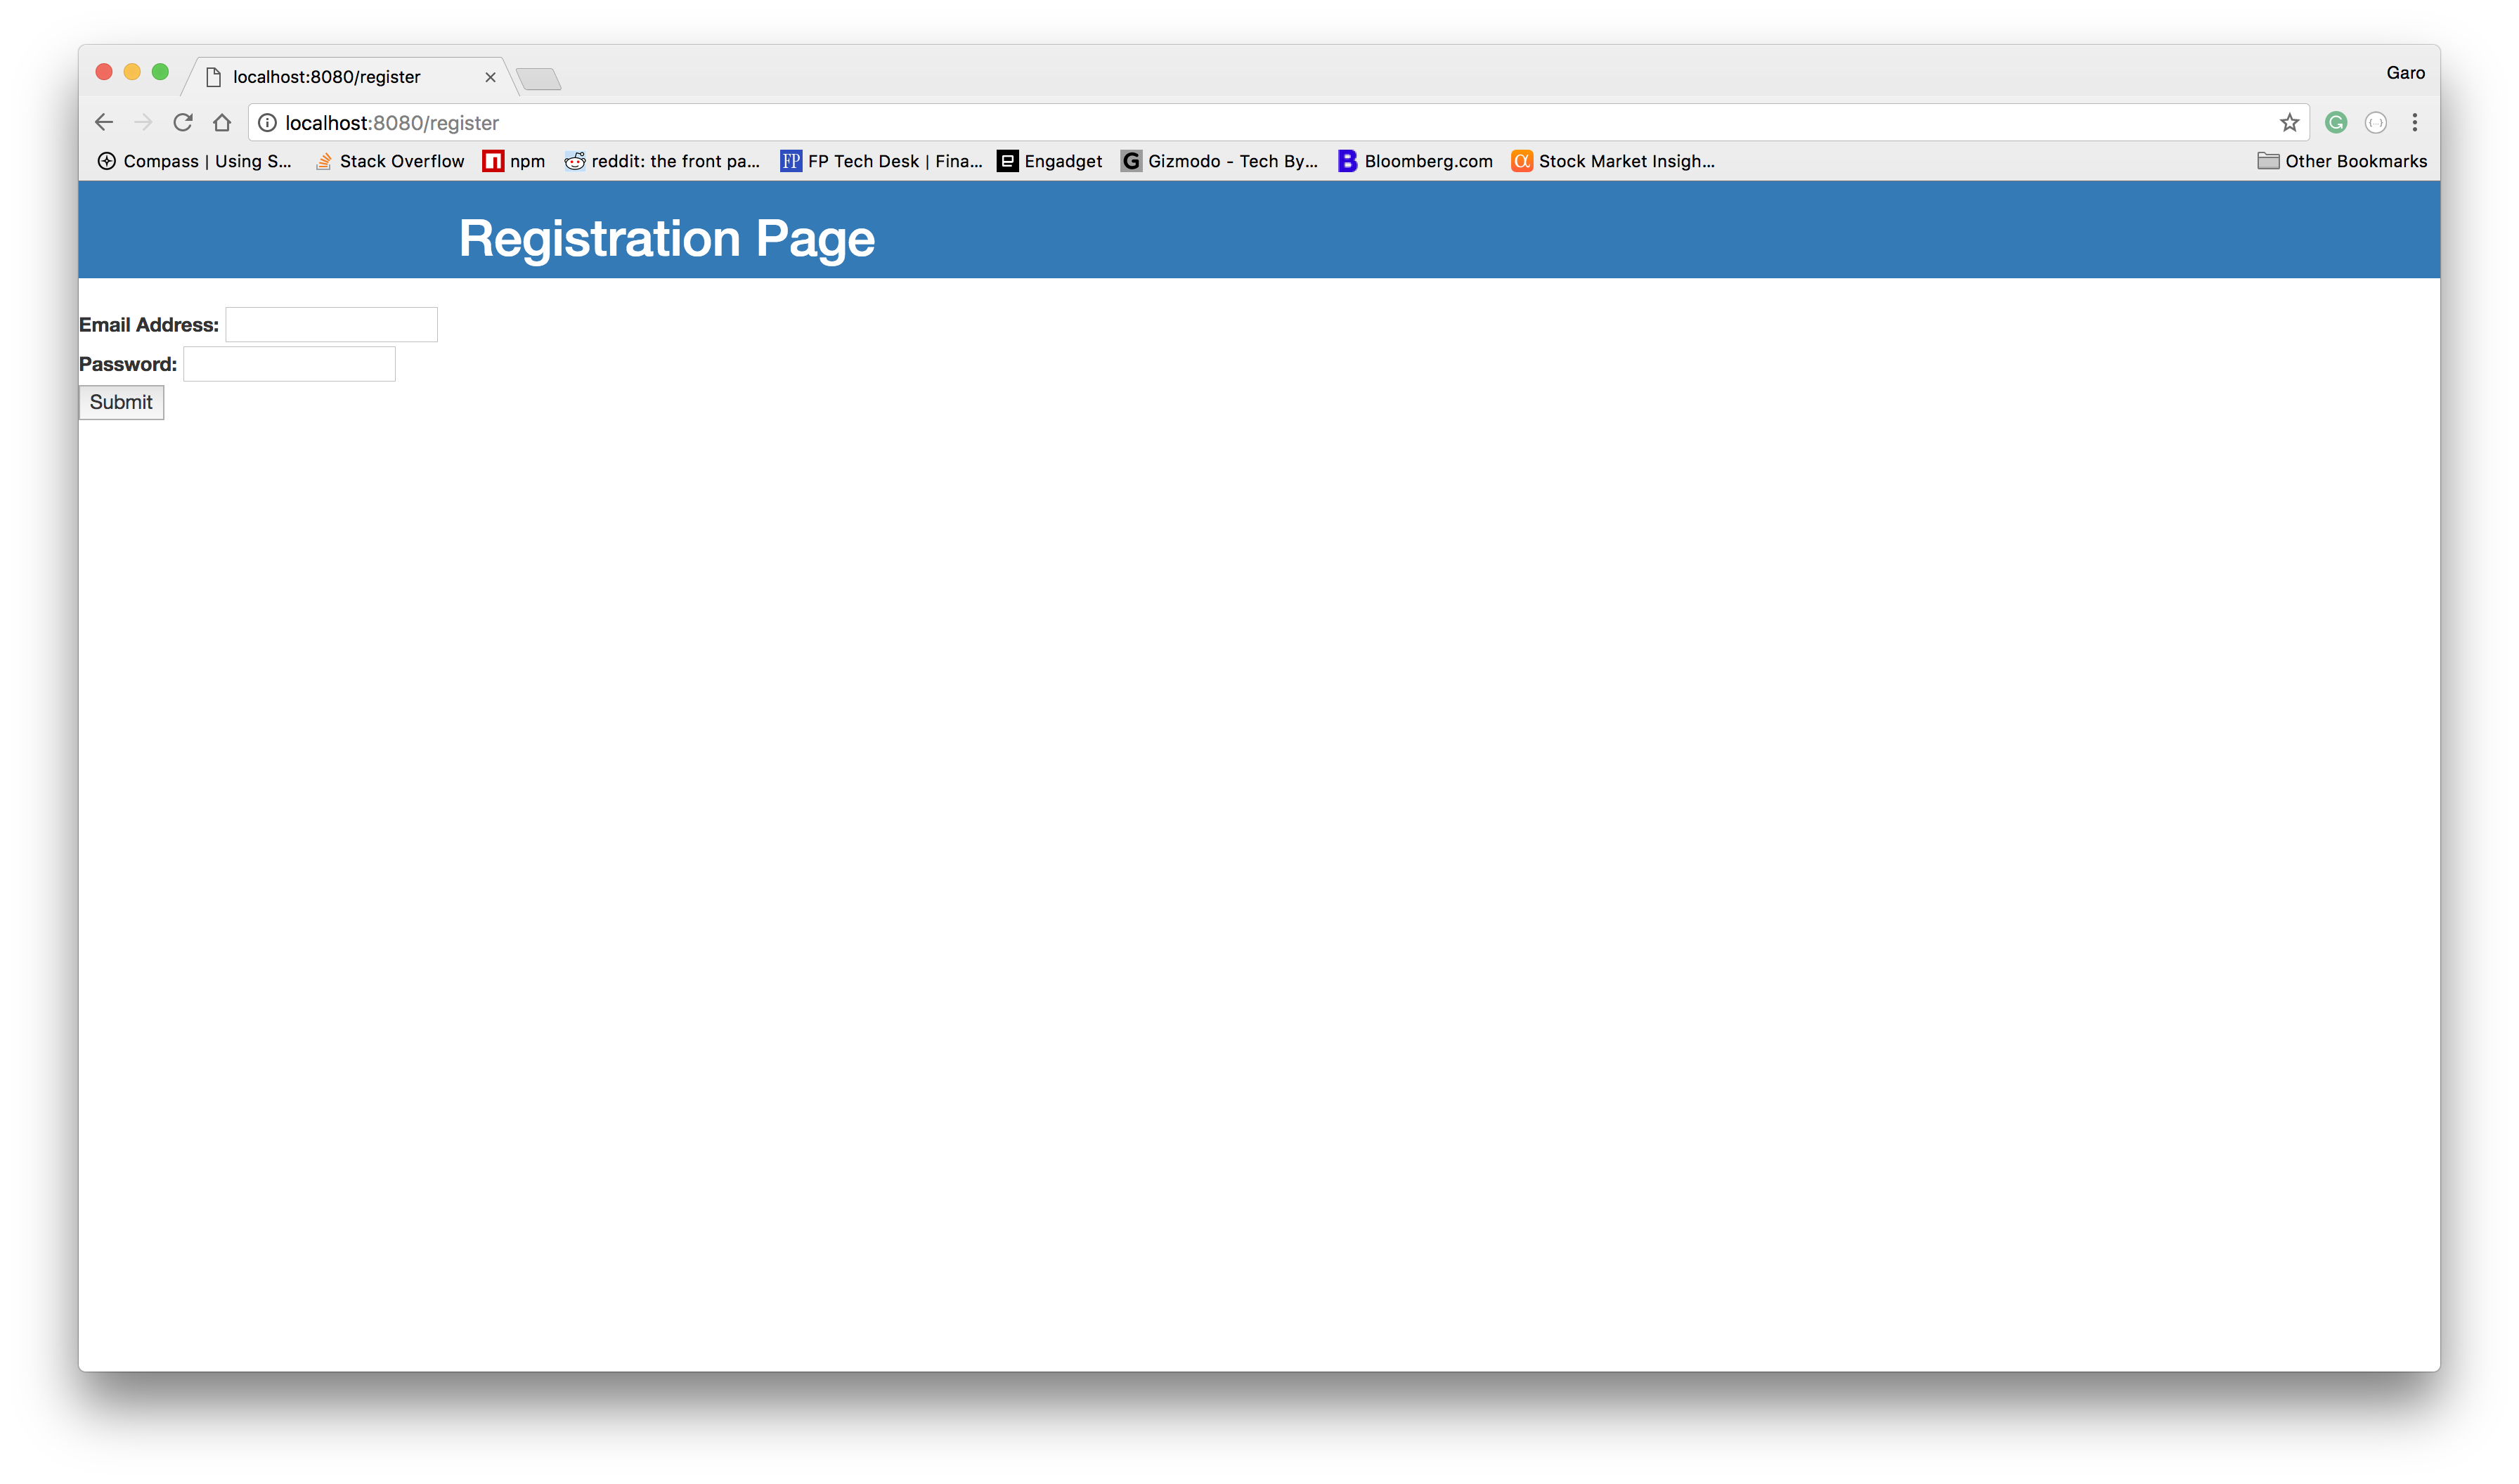 localhost:8080/register
Garo
localhost:8080/register
Compass | Using S... Stack Overflow npm reddit: the front pa... FP FP Tech Desk | Fina... Engadget G Gizmodo - Tech By... B Bloomberg.com Stock Market Insigh... Other Bookmarks
Registration Page
Email Address:
Password:
Submit